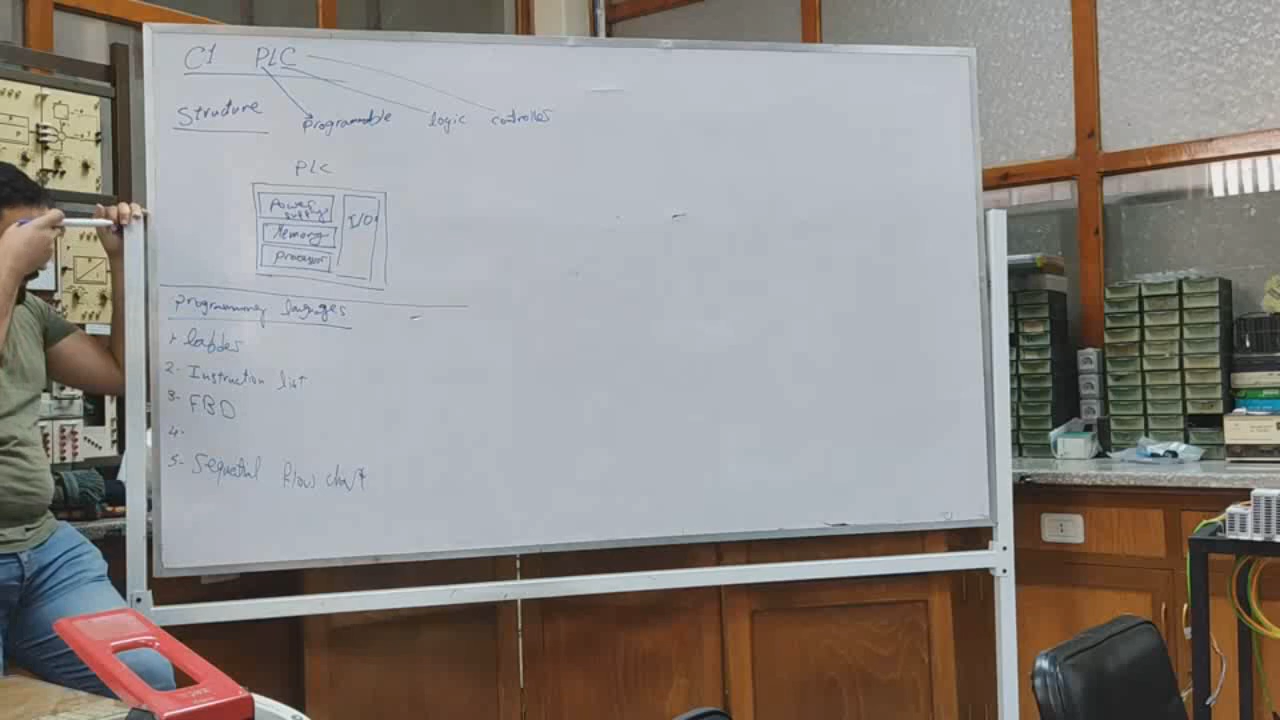 C1 PLC
Structure
programmable logic controller
PLC
Power
supply
I/O
Memory
processor
programming languages
1- ladder
2- Instruction list
3- FBD
4-
5- Sequential flow chart